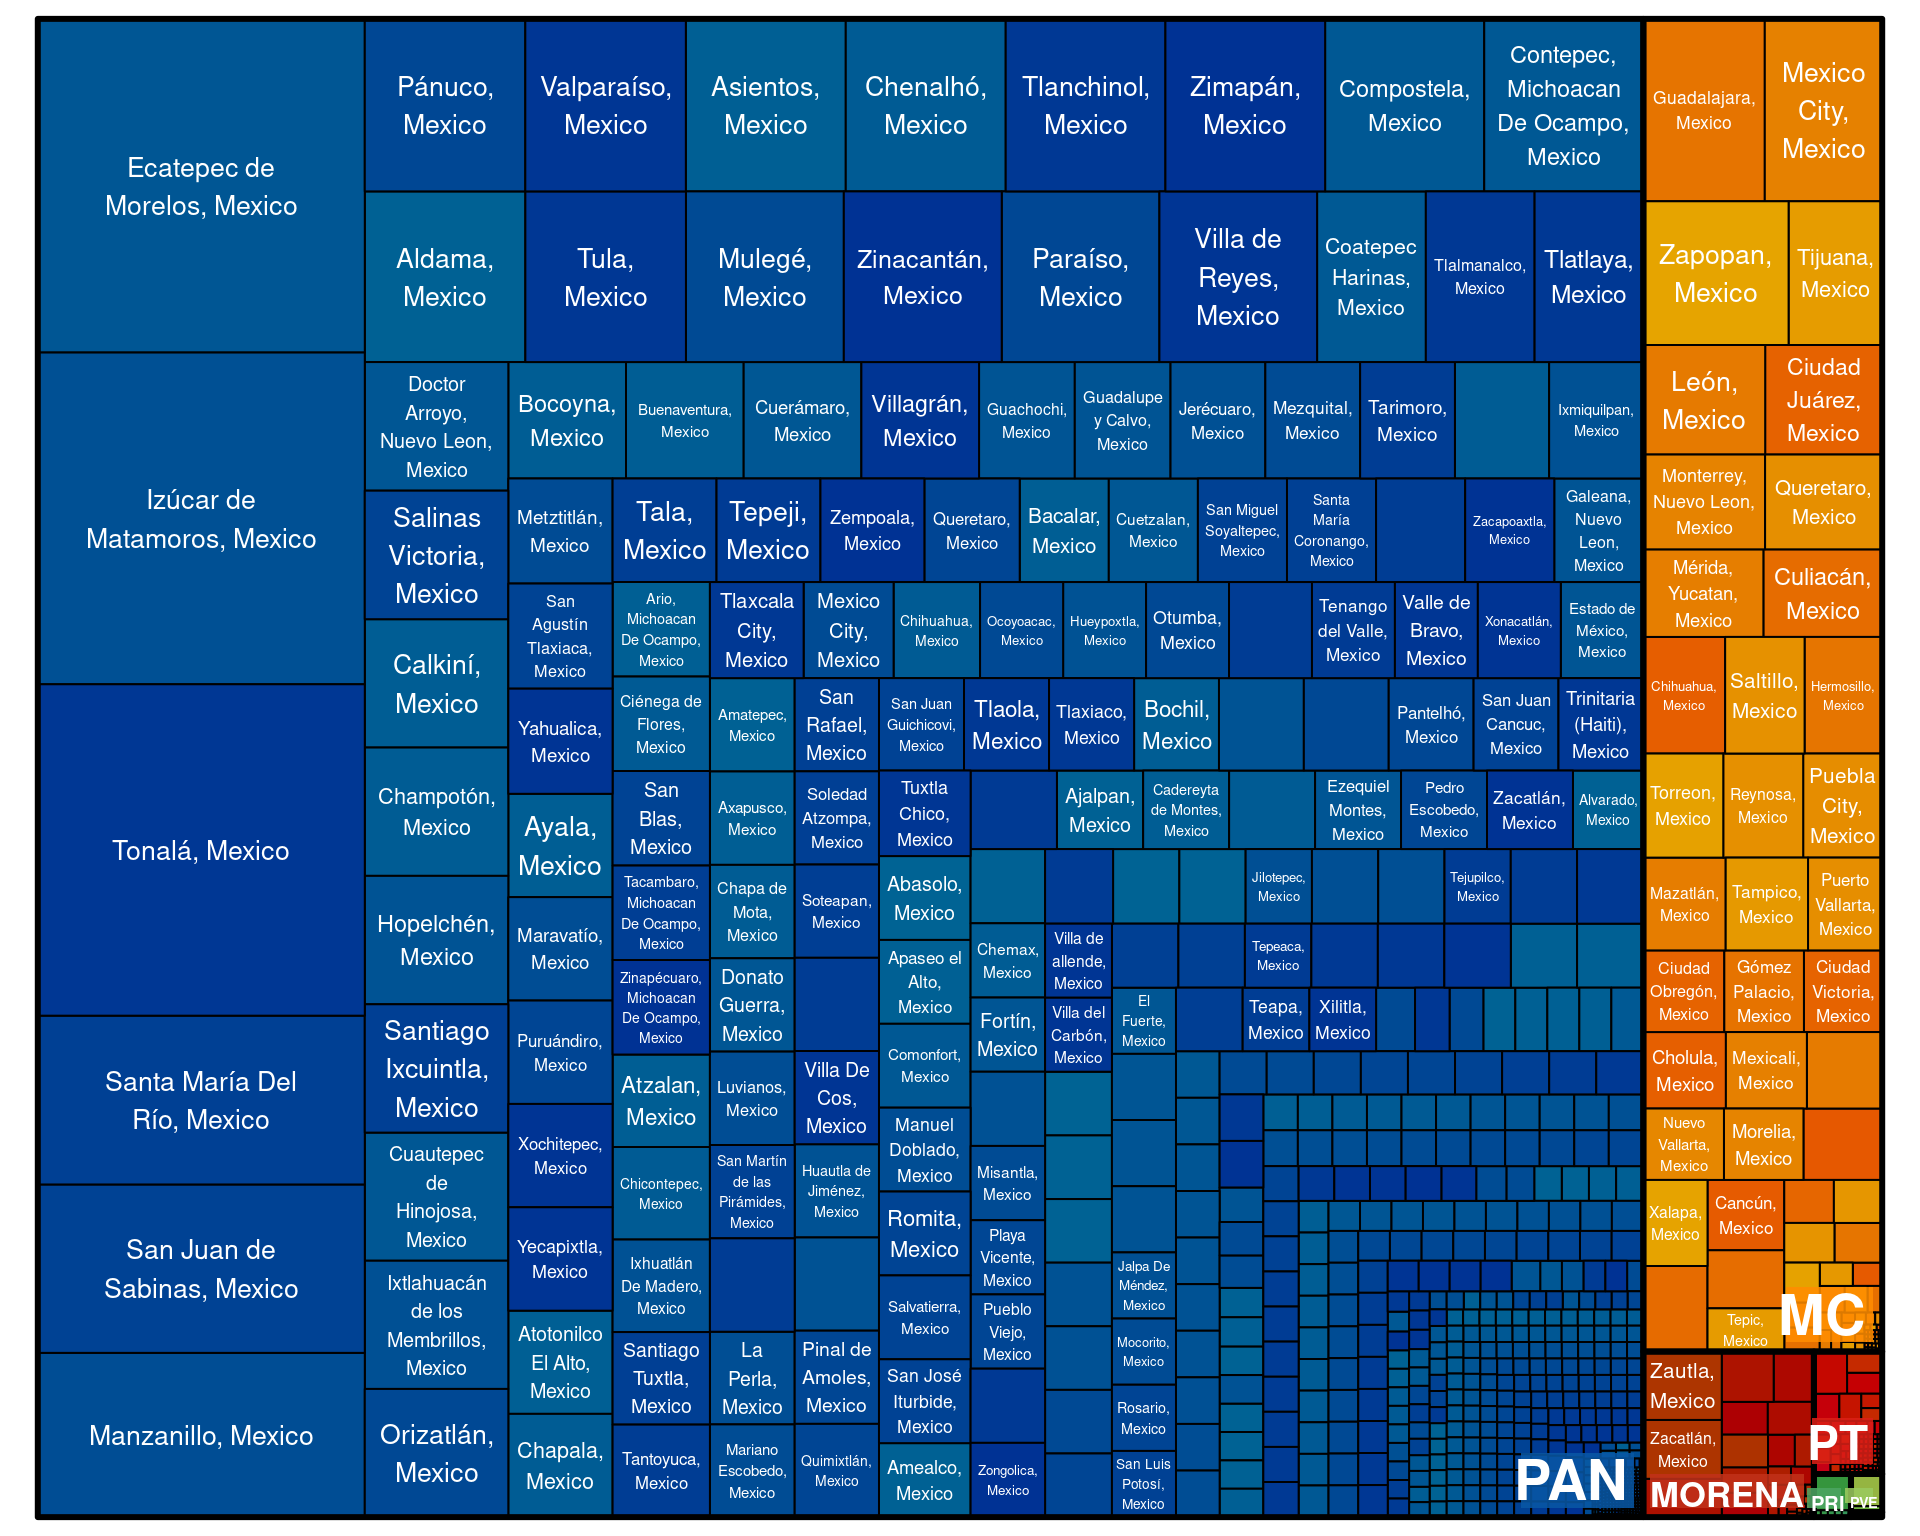 Ecatepec de
Morelos, Mexico
Izúcar de
Matamoros, Mexico
Tonalá, Mexico
Santa María Del
Río, Mexico
San Juan de
Sabinas, Mexico
Manzanillo, Mexico
Pánuco,
Mexico
Valparaíso,
Mexico
Asientos,
Mexico
Chenalhó,
Mexico
Tlanchinol,
Mexico
Zimapán,
Mexico
Compostela,
Mexico
Contepec,
Michoacan
De Ocampo,
Mexico
Aldama,
Mexico
Tula,
Mexico
Mulegé,
Mexico
Zinacantán,
Mexico
Paraíso,
Mexico
Villa de
Reyes,
Mexico
Coatepec
Harinas,
Mexico
Tlalmanalco,
Mexico
Tlatlaya,
Mexico
Doctor
Arroyo,
Nuevo Leon,
Mexico
Salinas
Victoria,
Mexico
Calkiní,
Mexico
Champotón,
Mexico
Hopelchén,
Mexico
Santiago
Ixcuintla,
Mexico
Cuautepec
de
Hinojosa,
Mexico
Ixtlahuacán
de los
Membrillos,
Mexico
Orizatlán,
Mexico
Bocoyna,
Mexico
Buenaventura,
Mexico
Cuerámaro,
Mexico
Villagrán,
Mexico
Guachochi,
Mexico
Guadalupe
y Calvo,
Mexico
Jerécuaro,
Mexico
Mezquital,
Mexico
Tarimoro,
Mexico
Ixmiquilpan,
Mexico
Metztitlán,
Mexico
San
Agustín
Tlaxiaca,
Mexico
Yahualica,
Mexico
Ayala,
Mexico
Maravatío,
Mexico
Puruándiro,
Mexico
Xochitepec,
Mexico
Yecapixtla,
Mexico
Atotonilco
El Alto,
Mexico
Chapala,
Mexico
Tala,
Mexico
Tepeji,
Mexico
Zempoala,
Mexico
Queretaro,
Mexico
Bacalar,
Mexico
Cuetzalan,
Mexico
San Miguel
Soyaltepec,
Mexico
Santa
María
Coronango,
Mexico
Zacapoaxtla,
Mexico
Galeana,
Nuevo
Leon,
Mexico
Ario,
Michoacan
De Ocampo,
Mexico
Ciénega de
Flores,
Mexico
San
Blas,
Mexico
Tacambaro,
Michoacan
De Ocampo,
Mexico
Zinapécuaro,
Michoacan
De Ocampo,
Mexico
Atzalan,
Mexico
Chicontepec,
Mexico
Ixhuatlán
De Madero,
Mexico
Santiago
Tuxtla,
Mexico
Tantoyuca,
Mexico
Tlaxcala
City,
Mexico
Mexico
City,
Mexico
Chihuahua,
Mexico
Ocoyoacac,
Mexico
Hueypoxtla,
Mexico
Otumba,
Mexico
Tenango
del Valle,
Mexico
Valle de
Bravo,
Mexico
Xonacatlán,
Mexico
Estado de
México,
Mexico
Amatepec,
Mexico
Axapusco,
Mexico
Chapa de
Mota,
Mexico
Donato
Guerra,
Mexico
Luvianos,
Mexico
San Martín
de las
Pirámides,
Mexico
La
Perla,
Mexico
Mariano
Escobedo,
Mexico
San
Rafael,
Mexico
Soledad
Atzompa,
Mexico
Soteapan,
Mexico
Villa De
Cos,
Mexico
Huautla de
Jiménez,
Mexico
Pinal de
Amoles,
Mexico
Quimixtlán,
Mexico
San Juan
Guichicovi,
Mexico
Tlaola,
Mexico
Tlaxiaco,
Mexico
Bochil,
Mexico
Pantelhó,
Mexico
San Juan
Cancuc,
Mexico
Trinitaria
(Haiti),
Mexico
Tuxtla
Chico,
Mexico
Abasolo,
Mexico
Apaseo el
Alto,
Mexico
Comonfort,
Mexico
Manuel
Doblado,
Mexico
Romita,
Mexico
Salvatierra,
Mexico
San José
Iturbide,
Mexico
Amealco,
Mexico
Ajalpan,
Mexico
Cadereyta
de Montes,
Mexico
Ezequiel
Montes,
Mexico
Pedro
Escobedo,
Mexico
Zacatlán,
Mexico
Alvarado,
Mexico
Chemax,
Mexico
Fortín,
Mexico
Misantla,
Mexico
Playa
Vicente,
Mexico
Pueblo
Viejo,
Mexico
Zongolica,
Mexico
Villa de
allende,
Mexico
Villa del
Carbón,
Mexico
Jilotepec,
Mexico
Tejupilco,
Mexico
Tepeaca,
Mexico
El
Fuerte,
Mexico
Teapa,
Mexico
Xilitla,
Mexico
Jalpa De
Méndez,
Mexico
Mocorito,
Mexico
Rosario,
Mexico
San Luis
Potosí,
Mexico
PAN
Guadalajara,
Mexico
Mexico
City,
Mexico
Zapopan,
Mexico
Tijuana,
Mexico
León,
Mexico
Ciudad
Juárez,
Mexico
Monterrey,
Nuevo Leon,
Mexico
Queretaro,
Mexico
Mérida,
Yucatan,
Mexico
Culiacán,
Mexico
Chihuahua,
Mexico
Saltillo,
Mexico
Hermosillo,
Mexico
Torreon,
Mexico
Reynosa,
Mexico
Puebla
City,
Mexico
Mazatlán,
Mexico
Tampico,
Mexico
Puerto
Vallarta,
Mexico
Ciudad
Obregón,
Mexico
Gómez
Palacio,
Mexico
Ciudad
Victoria,
Mexico
Cholula,
Mexico
Mexicali,
Mexico
Nuevo
Vallarta,
Mexico
Morelia,
Mexico
Xalapa,
Mexico
Cancún,
Mexico
Tepic,
Mexico
MC
Zautla,
Mexico
Zacatlán,
Mexico
MORENA
PT
PRI
PVE